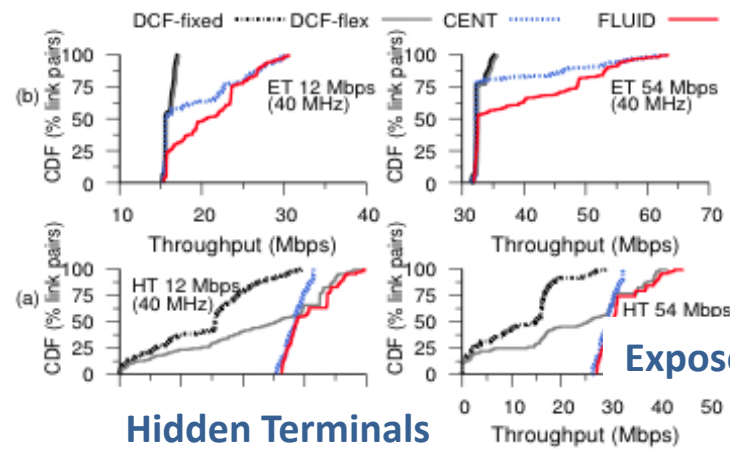 DCF-fixed DCF-flex CENT FLUID
(b) CDF (% link pairs) 100 75 50 25 0
ET 12 Mbps
(40 MHz)
10 20 30 40
Throughput (Mbps)
CDF (% link pairs) 100 75 50 25 0
ET 54 Mbps
(40 MHz)
30 40 50 60 70
Throughput (Mbps)
(a) CDF (% link pairs) 100 75 50 25 0
HT 12 Mbps
(40 MHz)
CDF (% link pairs) 100 75 50 25 0
HT 54 Mbps
Expose
Hidden Terminals
0 10 20 30 40 50
Throughput (Mbps)